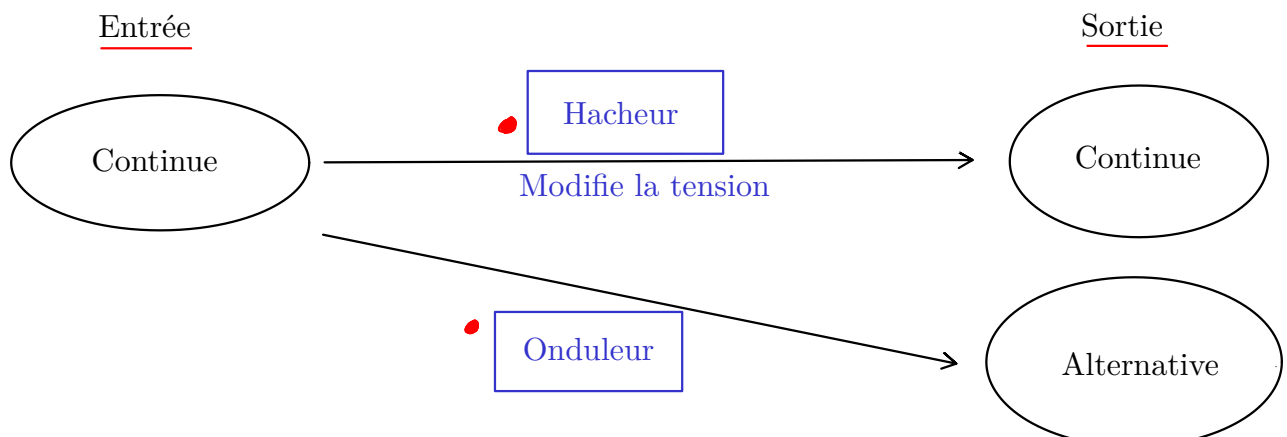 Entrée
Sortie
Hacheur
Continue
Continue
Modifie la tension
Onduleur
Alternative